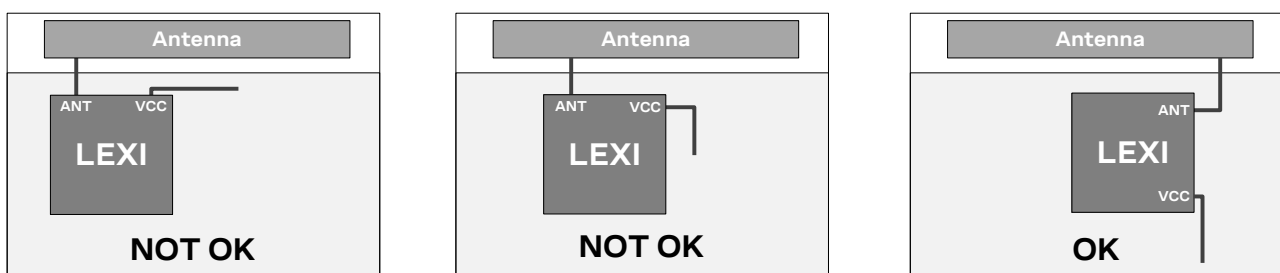 Antenna
ANT VCC
LEXI
NOT OK
Antenna
ANT VCC
LEXI
NOT OK
Antenna
ANT
LEXI
VCC
OK